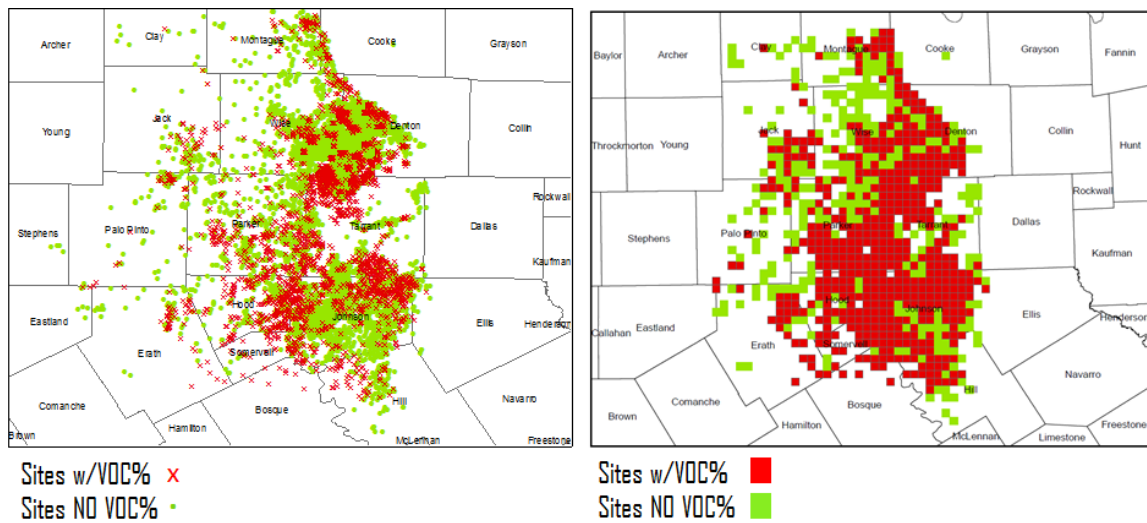 Clay
Montague
Cooke
Grayson
Archer
Young
Jack
Wise
Denton
Collin
Stephens
Palo Pinto
Parker
Tarrant
Dallas
Rockwall
Kaufman
Eastland
Hood
Johnson
Ellis
Henderson
Erath
Somervell
Comanche
Bosque
Hill
Navarro
Brown
Hamilton
McLennan
Freestone
Sites w/VOC% x
Sites NO VOC%
Baylor
Archer
Clay
Montague
Cooke
Grayson
Fannin
Throckmorton
Young
Jack
Wise
Denton
Collin
Hunt
Rockwall
Stephens
Palo Pinto
Parker
Tarrant
Dallas
Kaufman
Callahan
Eastland
Hood
Johnson
Ellis
Henderson
Erath
Somervell
Navarro
Brown
Comanche
Bosque
Hill
Hamilton
McLennan
Limestone
Freestone
Sites w/VOC%
Sites NO VOC%